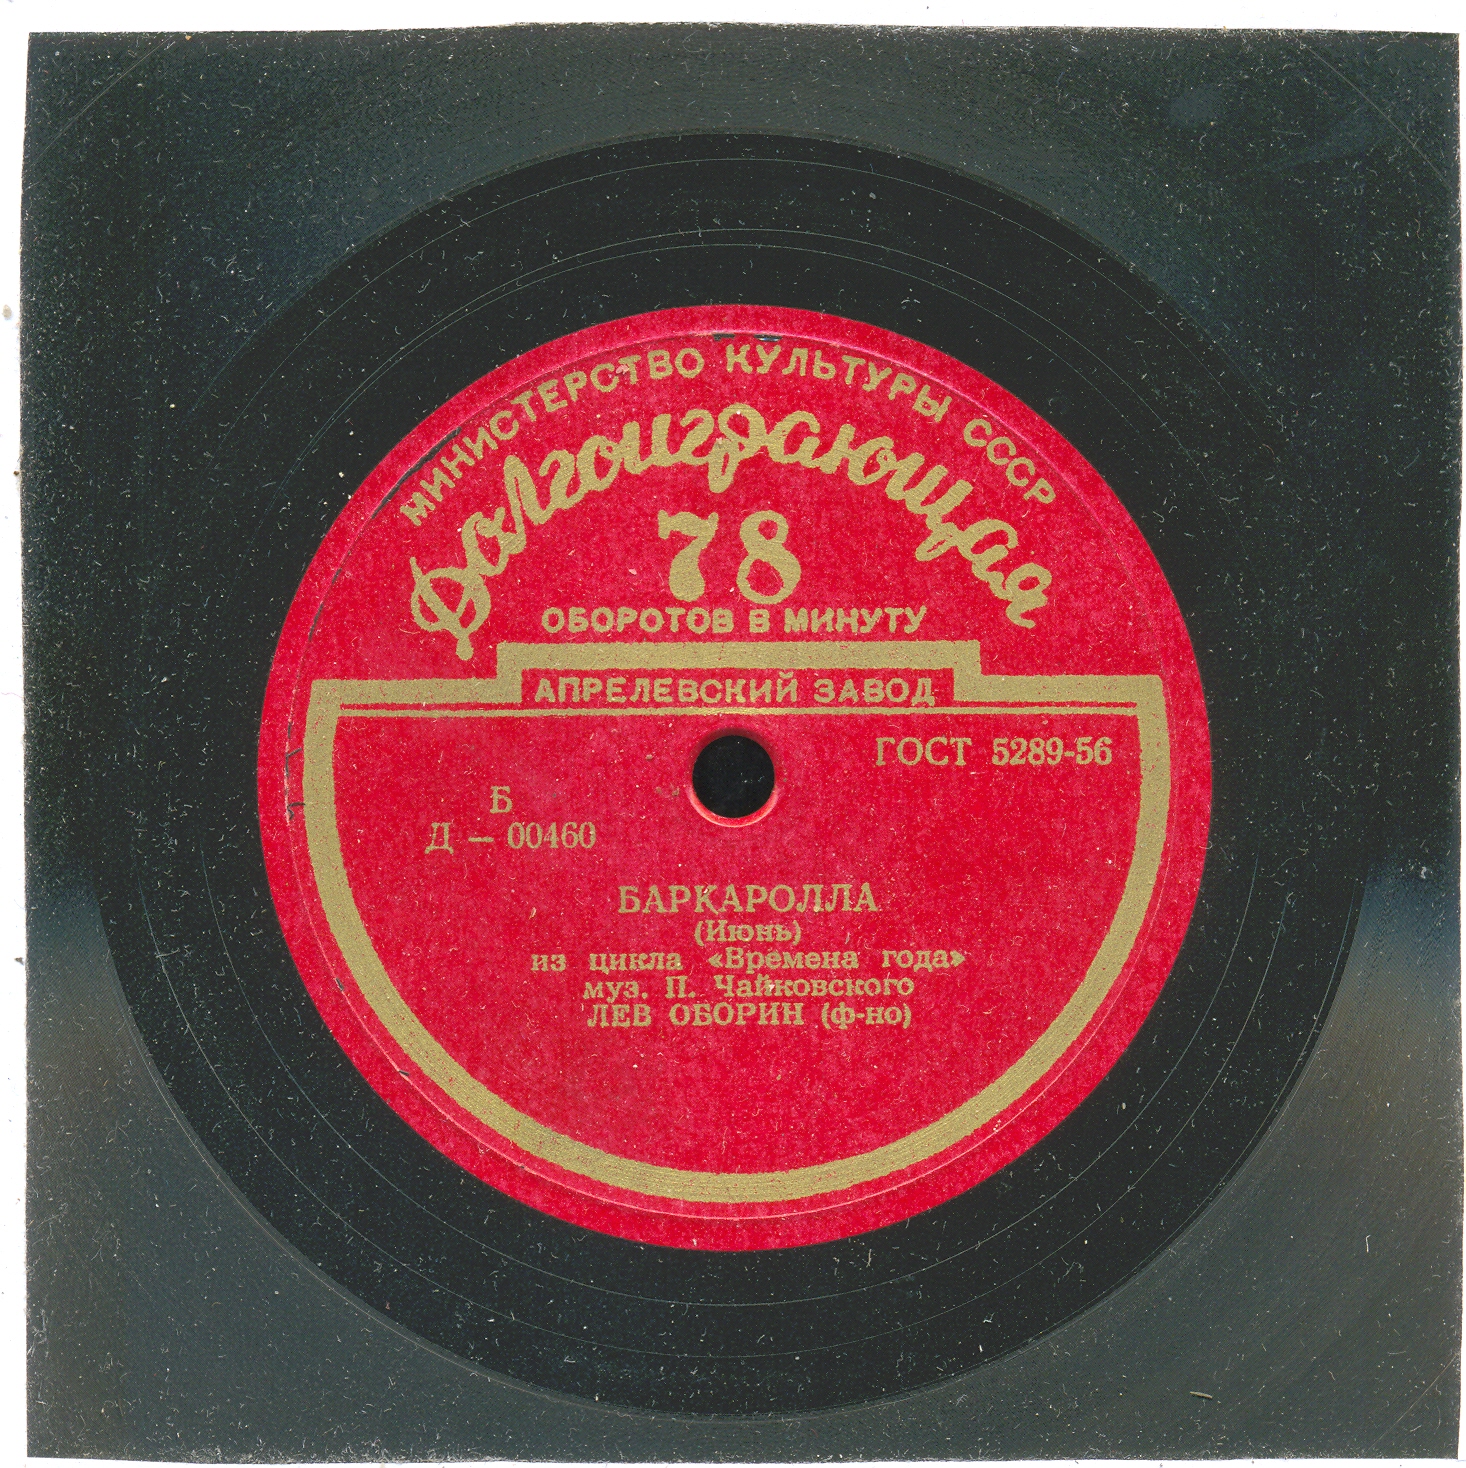 МИНИСТЕРСТВО КУЛЬТУРЫ СССР
Долгоиграющая
78
ОБОРОТОВ В МИНУТУ
АПРЕЛЕВСКИЙ ЗАВОД
ГОСТ 5289-56
Б
Д — 00460
БАРКАРОЛЛА
(Июнь)
из цикла «Времена года»
муз. П. Чайковского
ЛЕВ ОБОРИН (ф-но)